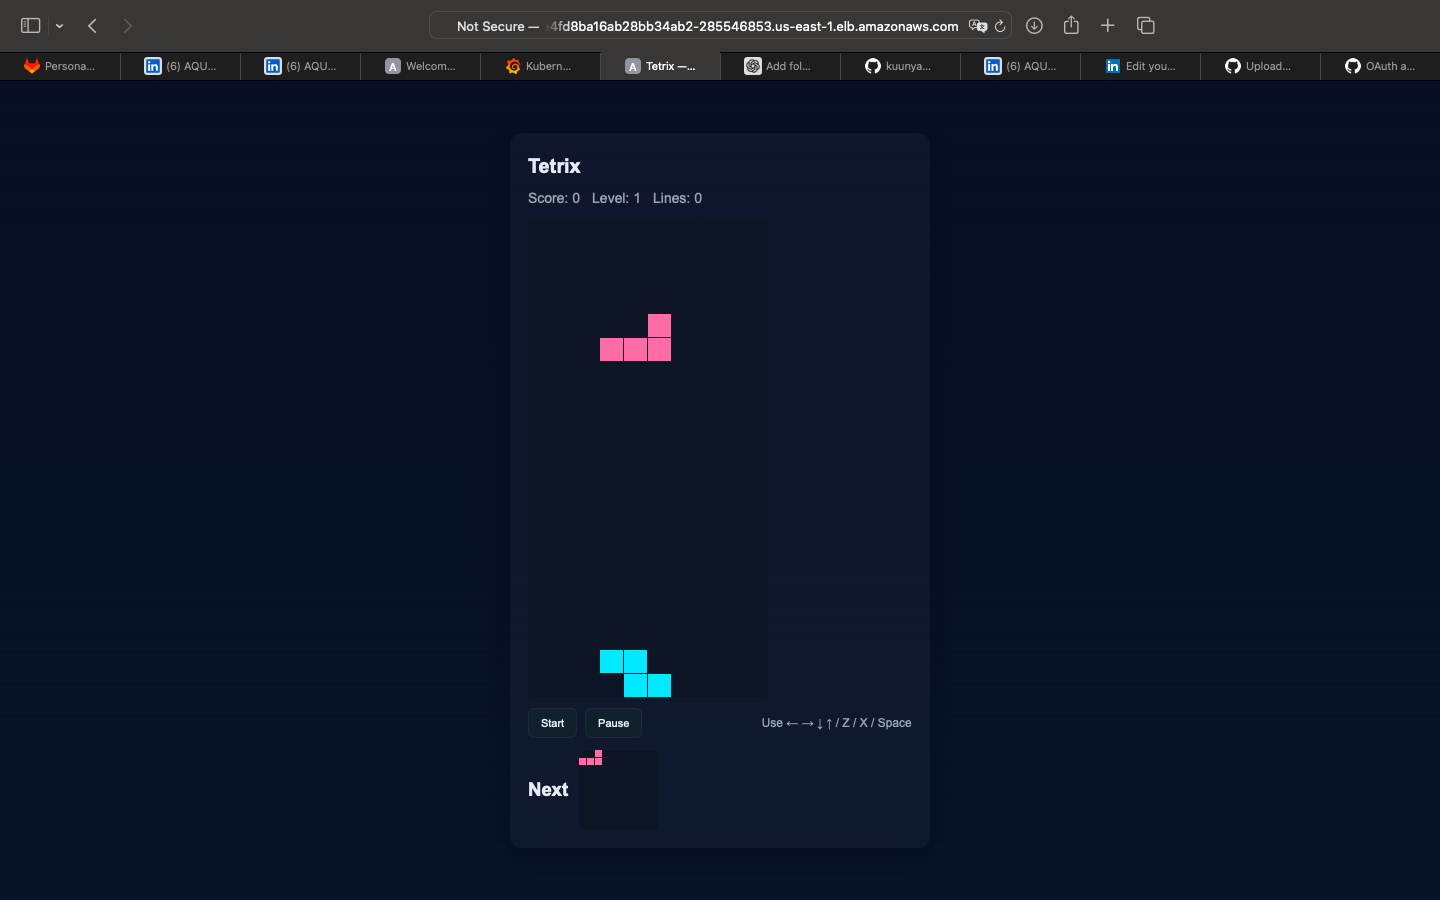 Not Secure — 4fd8ba16ab28bb34ab2-285546853.us-east-1.elb.amazonaws.com
Persona... (6) AQU... (6) AQU... Welcom... Kubern... Tetrix —... Add fol... kuunya... (6) AQU... Edit you... Upload... OAuth a...
Tetrix
Score: 0 Level: 1 Lines: 0
Start Pause Use ←→↓↑/ Z / X / Space
Next